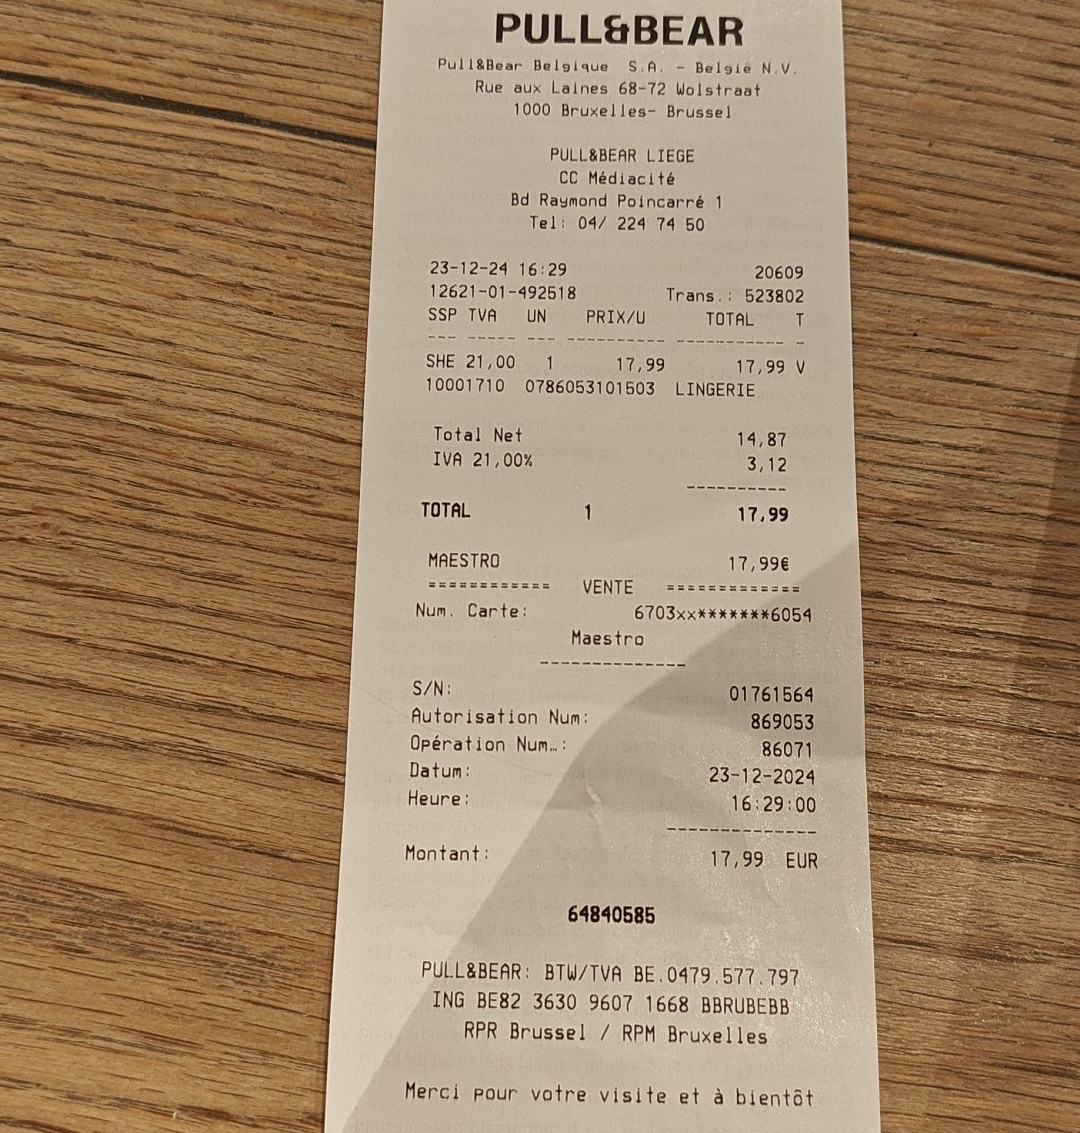 PULL&BEAR
Pull&Bear Belgique S.A. - België N.V.
Rue aux Laines 68-72 Wolstraat
1000 Bruxelles- Brussel
PULL&BEAR LIEGE
CC Médiacité
Bd Raymond Poincarré 1
Tel: 04/ 224 74 50
23-12-24 16:29 20609
12621-01-492518 Trans.: 523802
SSP TVA UN PRIX/U TOTAL T
--- ----- --- ---------- ----------- -
SHE 21,00 1 17,99 17,99 V
10001710 0786053101503 LINGERIE
Total Net 14,87
IVA 21,00% 3,12
----------
TOTAL 1 17,99
MAESTRO 17,99€
============ VENTE =============
Num. Carte: 6703xx*******6054
Maestro
--------------
S/N: 01761564
Autorisation Num: 869053
Opération Num…: 86071
Datum: 23-12-2024
Heure: 16:29:00
--------------
Montant: 17,99 EUR
64840585
PULL&BEAR: BTW/TVA BE.0479.577.797
ING BE82 3630 9607 1668 BBRUBEBB
RPR Brussel / RPM Bruxelles
Merci pour votre visite et à bientôt